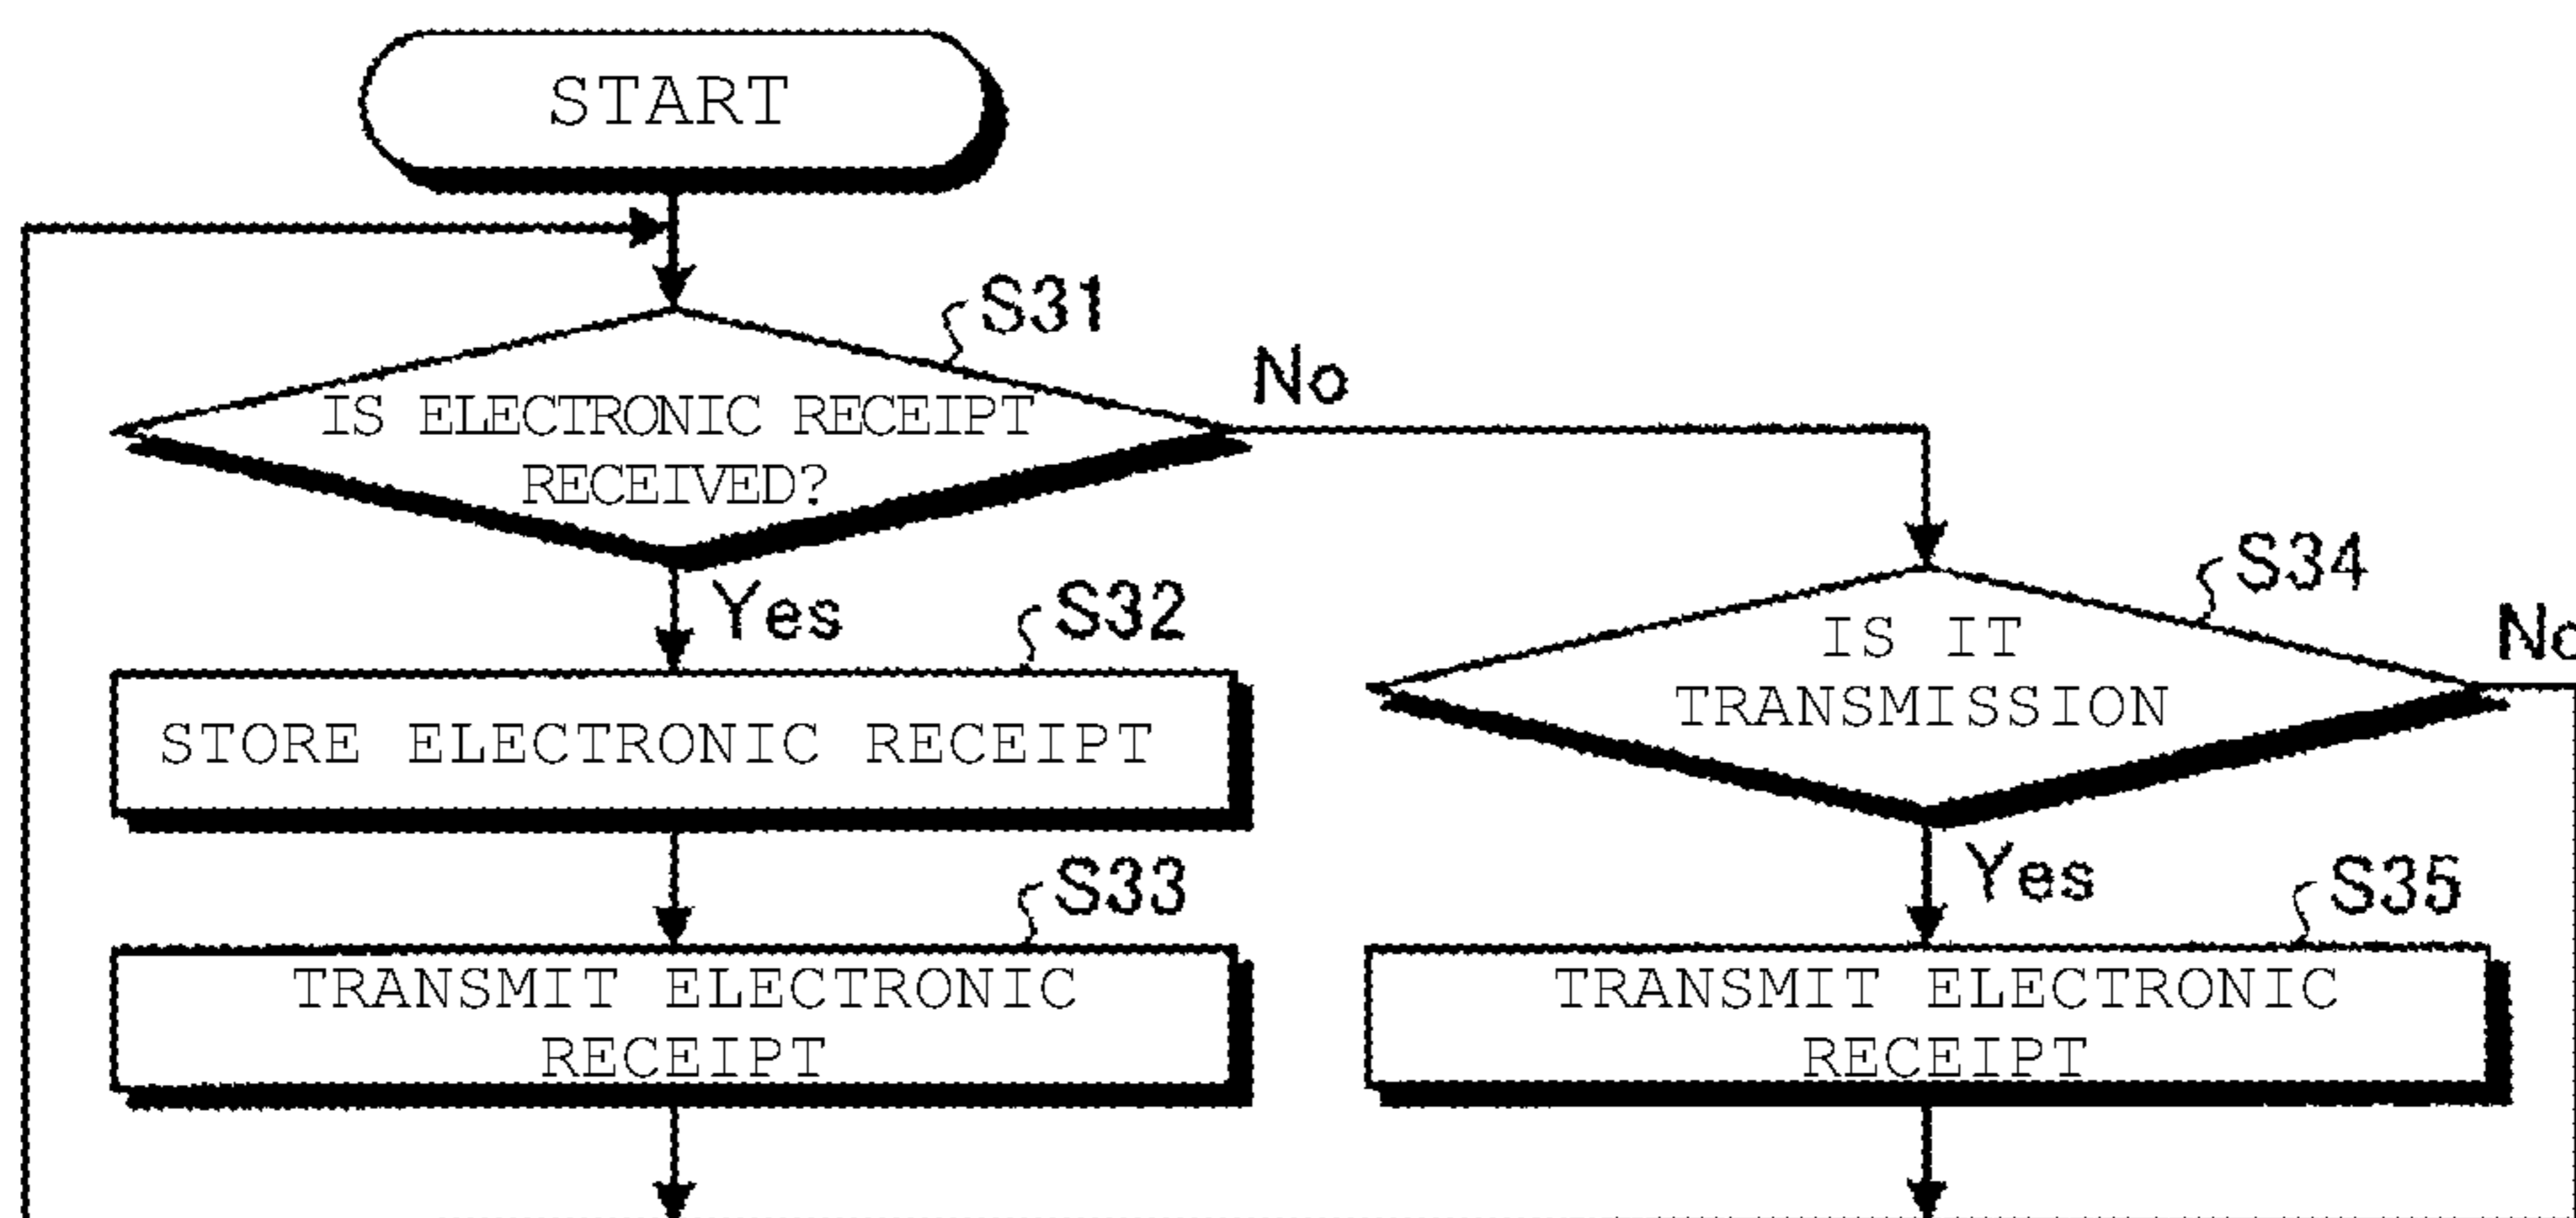 START
S31
No
IS ELECTRONIC RECEIPT
RECEIVED?
Yes
S32
STORE ELECTRONIC RECEIPT
S33
TRANSMIT ELECTRONIC
RECEIPT
S34
No
IS IT
TRANSMISSION
Yes
S35
TRANSMIT ELECTRONIC
RECEIPT